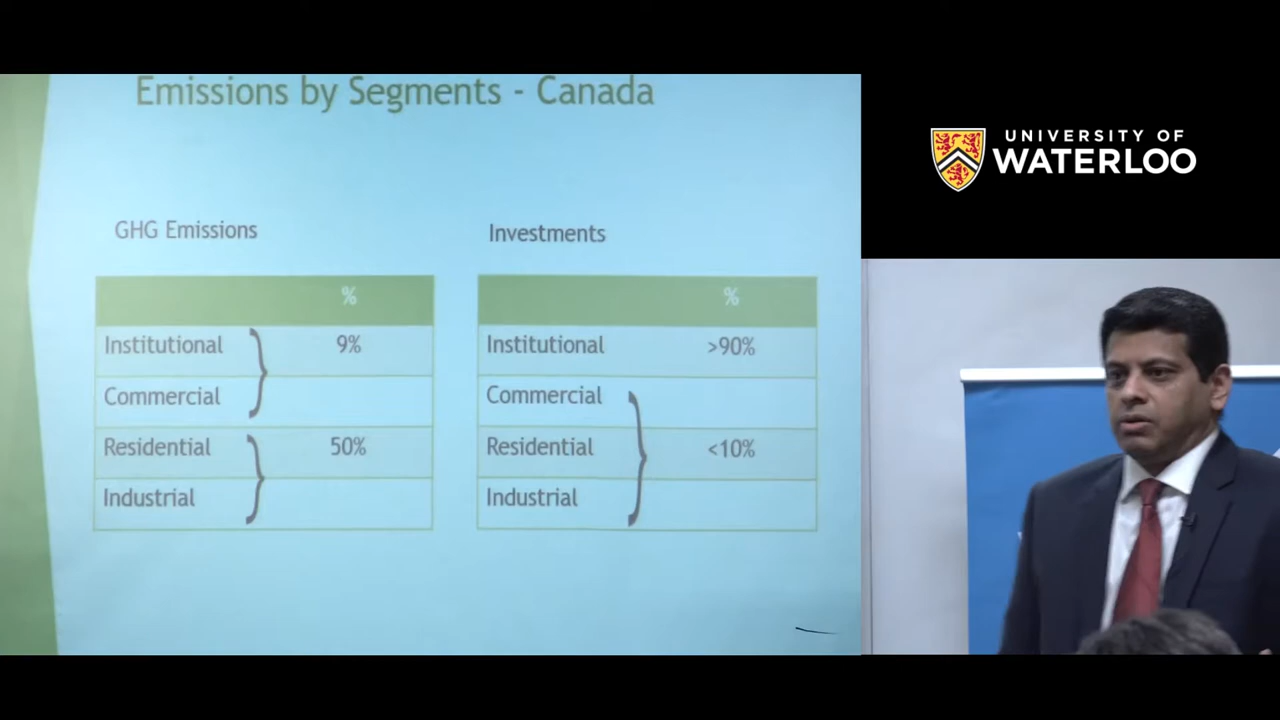 Emissions by Segments - Canada
UNIVERSITY OF
WATERLOO
GHG Emissions
%
Institutional 9%
Commercial
Residential 50%
Industrial
Investments
%
Institutional >90%
Commercial
Residential <10%
Industrial